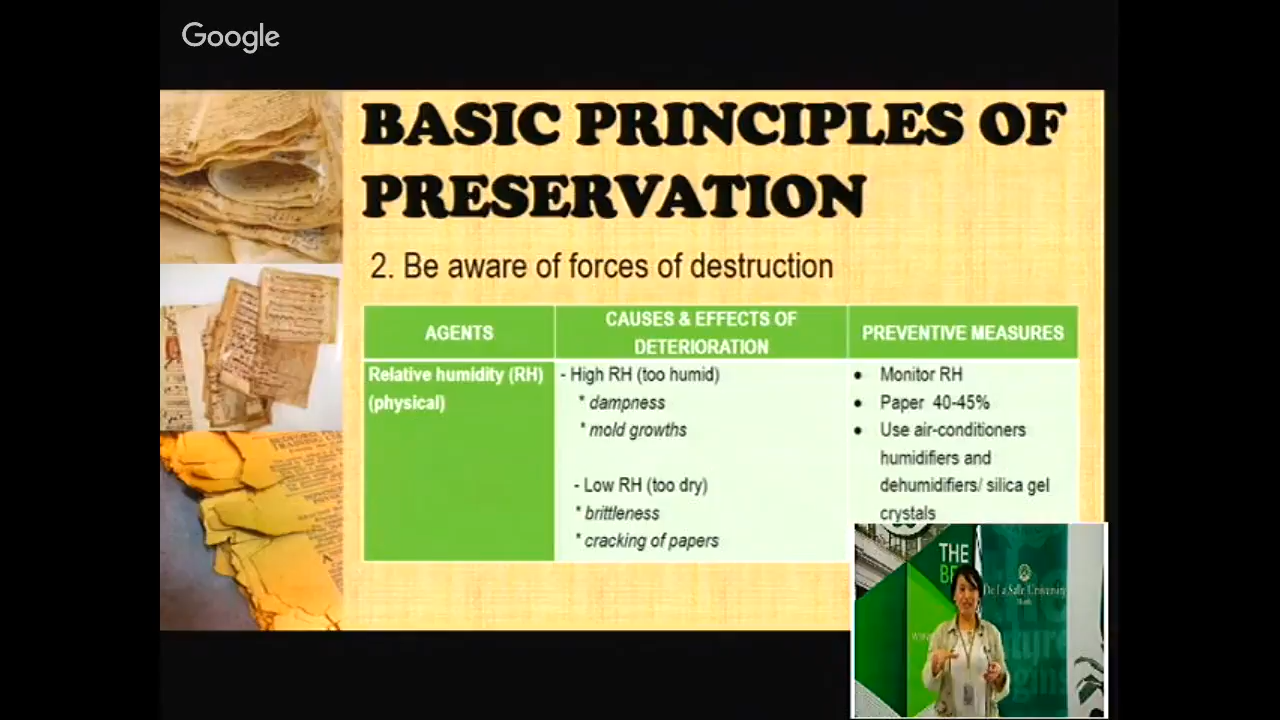 Google
BASIC PRINCIPLES OF
PRESERVATION
2. Be aware of forces of destruction
AGENTS
CAUSES & EFFECTS OF
DETERIORATION
PREVENTIVE MEASURES
Relative humidity (RH)
(physical)
- High RH (too humid)
* dampness
* mold growths
- Low RH (too dry)
* brittleness
* cracking of papers
• Monitor RH
• Paper 40-45%
• Use air-conditioners
humidifiers and
dehumidifiers/ silica gel
crystals
THE
De La Salle University